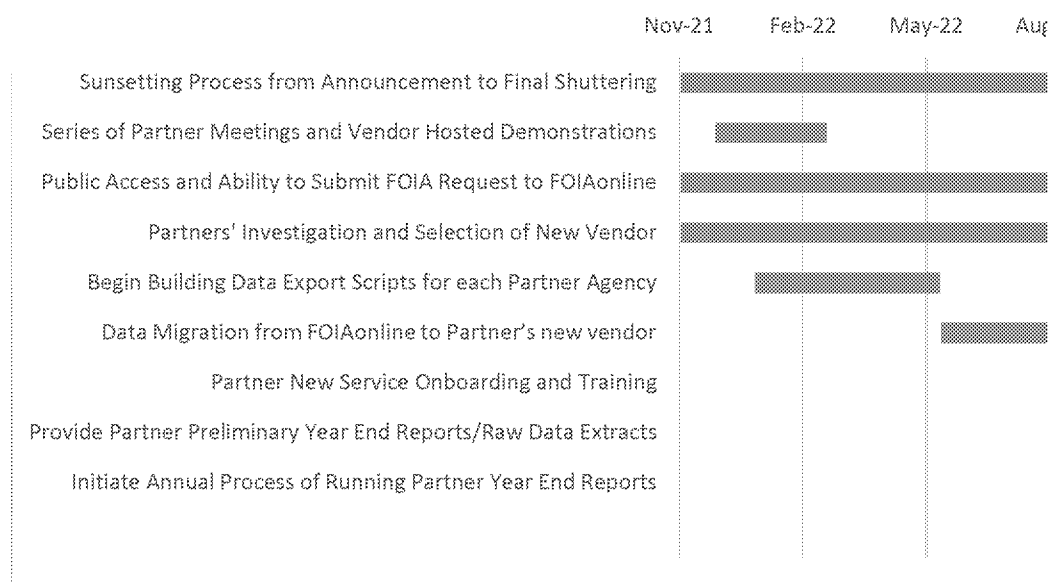 Nov-21 Feb-22 May-22 Aug
Sunsetting Process from Announcement to Final Shuttering
Series of Partner Meetings and Vendor Hosted Demonstrations
Public Access and Ability to Submit FOIA Request to FOIAonline
Partners' Investigation and Selection of New Vendor
Begin Building Data Export Scripts for each Partner Agency
Data Migration from FOIAonline to Partner's new vendor
Partner New Service Onboarding and Training
Provide Partner Preliminary Year End Reports/Raw Data Extracts
Initiate Annual Process of Running Partner Year End Reports